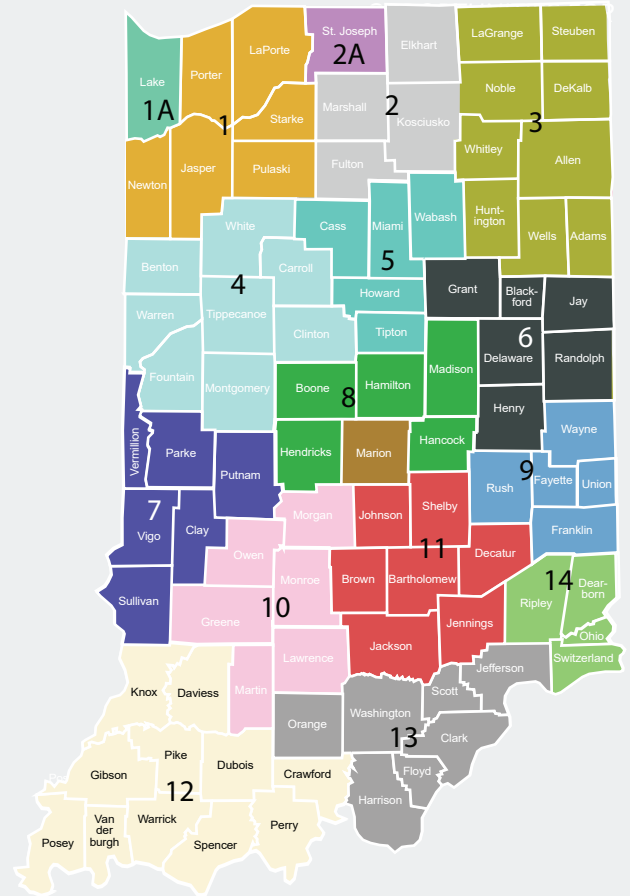 St. Joseph
2A
Elkhart
LaGrange
Steuben
Lake
1A
Porter
LaPorte
1
Starke
Marshall
2
Kosciusko
Noble
DeKalb
3
Newton
Jasper
Pulaski
Fulton
Whitley
Allen
White
Cass
Miami
Wabash
Hunt-
ington
Wells
Adams
Benton
4
Carroll
5
Howard
Grant
Black-
ford
Jay
Warren
Tippecanoe
Clinton
Tipton
6
Delaware
Randolph
Fountain
Montgomery
Boone
8
Hamilton
Madison
Henry
Vermillion
Parke
Putnam
Hendricks
Marion
Hancock
Wayne
7
Vigo
Clay
Morgan
Johnson
Shelby
Rush
9
Fayette
Union
Owen
Franklin
Sullivan
Greene
10
Monroe
Brown
Bartholomew
11
Decatur
Ripley
14
Dear-
born
Ohio
Switzerland
Lawrence
Jackson
Jennings
Jefferson
Knox
Daviess
Martin
Orange
Washington
Scott
Clark
13
Floyd
Harrison
Gibson
Pike
Dubois
Crawford
12
Posey
Van
der
burgh
Warrick
Spencer
Perry